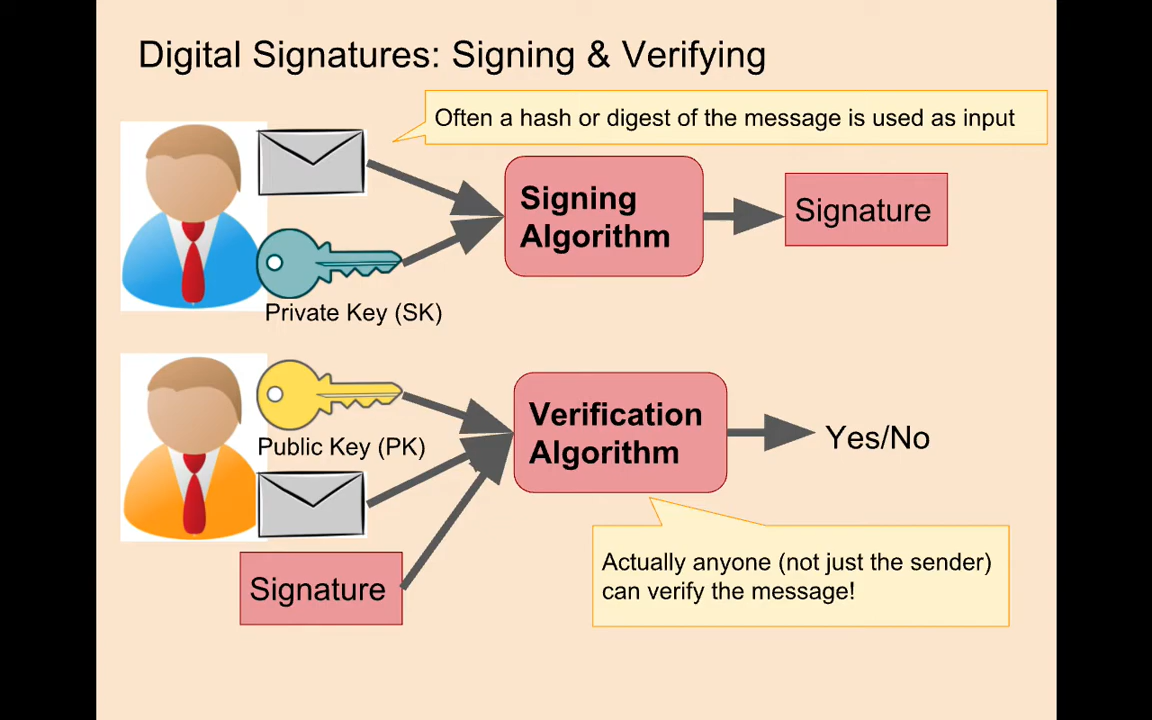 Digital Signatures: Signing & Verifying
Often a hash or digest of the message is used as input
Signing
Algorithm
Signature
Private Key (SK)
Public Key (PK)
Verification
Algorithm
Yes/No
Signature
Actually anyone (not just the sender)
can verify the message!